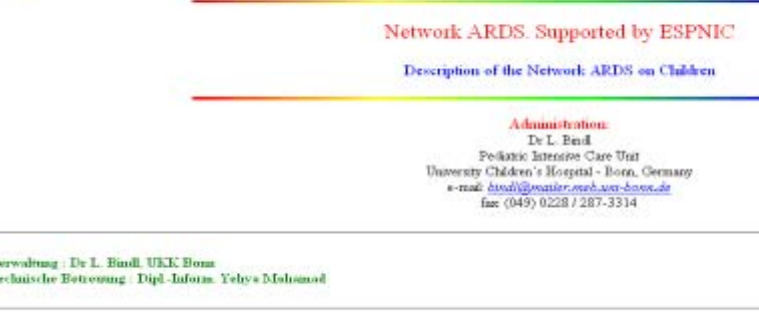 Network ARDS. Supported by ESPNIC
Description of the Network ARDS on Children
Administration:
Dr L. Bindl
Pediatric Intensive Care Unit
University Children's Hospital - Bonn, Germany
e-mail: bindl@mailer.meb.uni-bonn.de
fax: (049) 0228 / 287-3314
erwaltung : Dr L. Bindl, UKK Bonn
echnische Betreuung : Dipl.-Inform. Yehya Mohamad